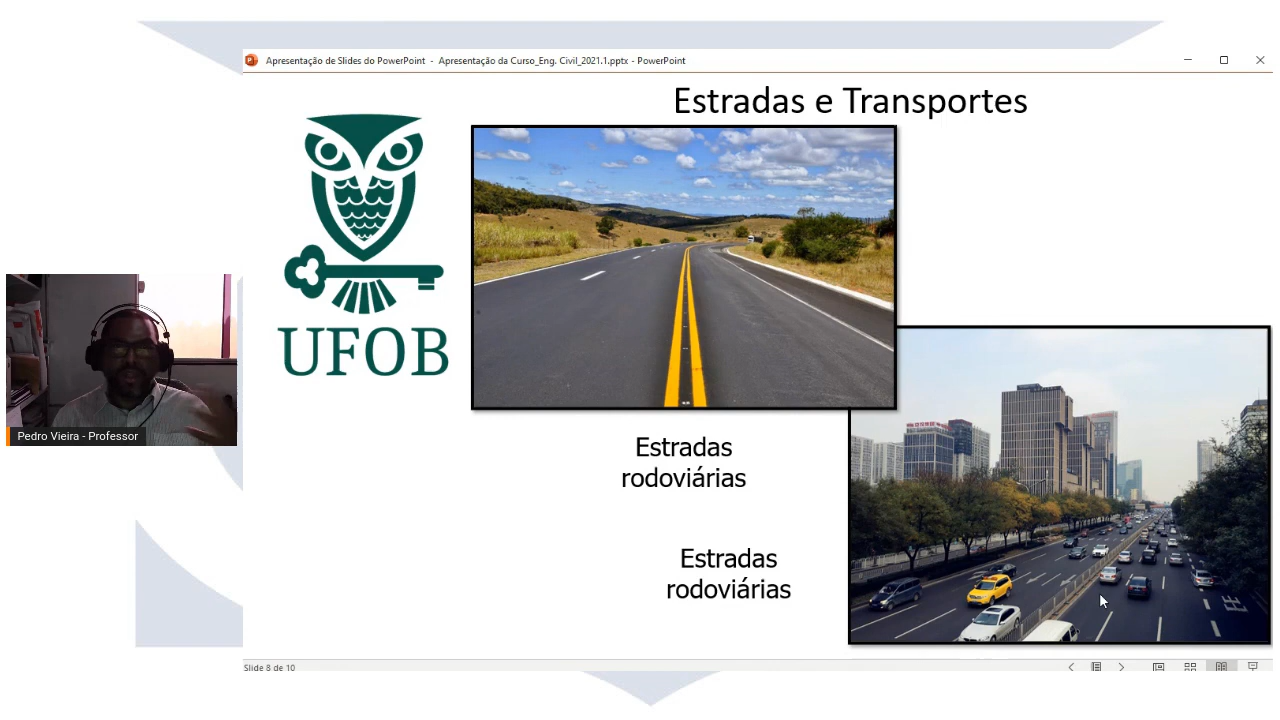 Apresentação de Slides do PowerPoint - Apresentação da Curso_Eng. Civil_2021.1.pptx - PowerPoint
Estradas e Transportes
UFOB
Pedro Vieira - Professor
Estradas
rodoviárias
Estradas
rodoviárias
Slide 8 de 10